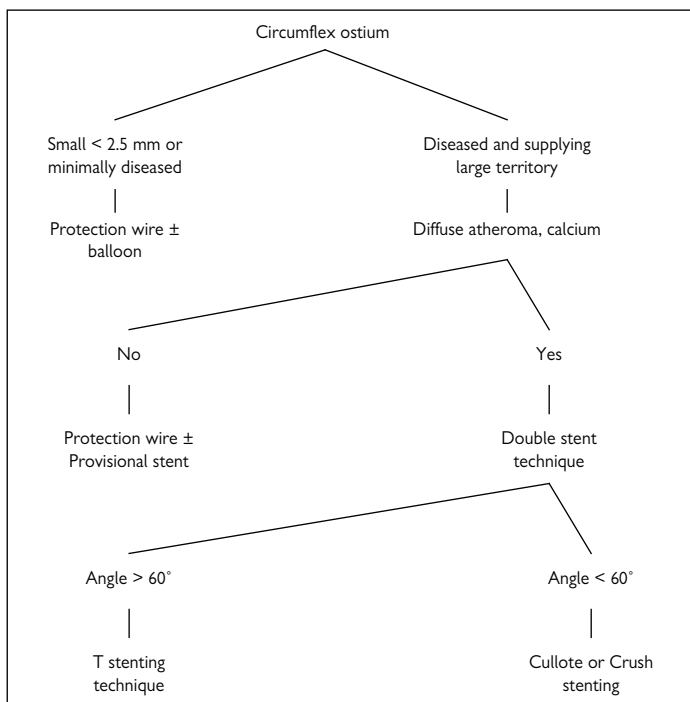 Circumflex ostium
Small < 2.5 mm or
minimally diseased
Diseased and supplying
large territory
Protection wire ±
balloon
Diffuse atheroma, calcium
No
Yes
Protection wire ±
Provisional stent
Double stent
technique
Angle > 60˚
Angle < 60˚
T stenting
technique
Cullote or Crush
stenting